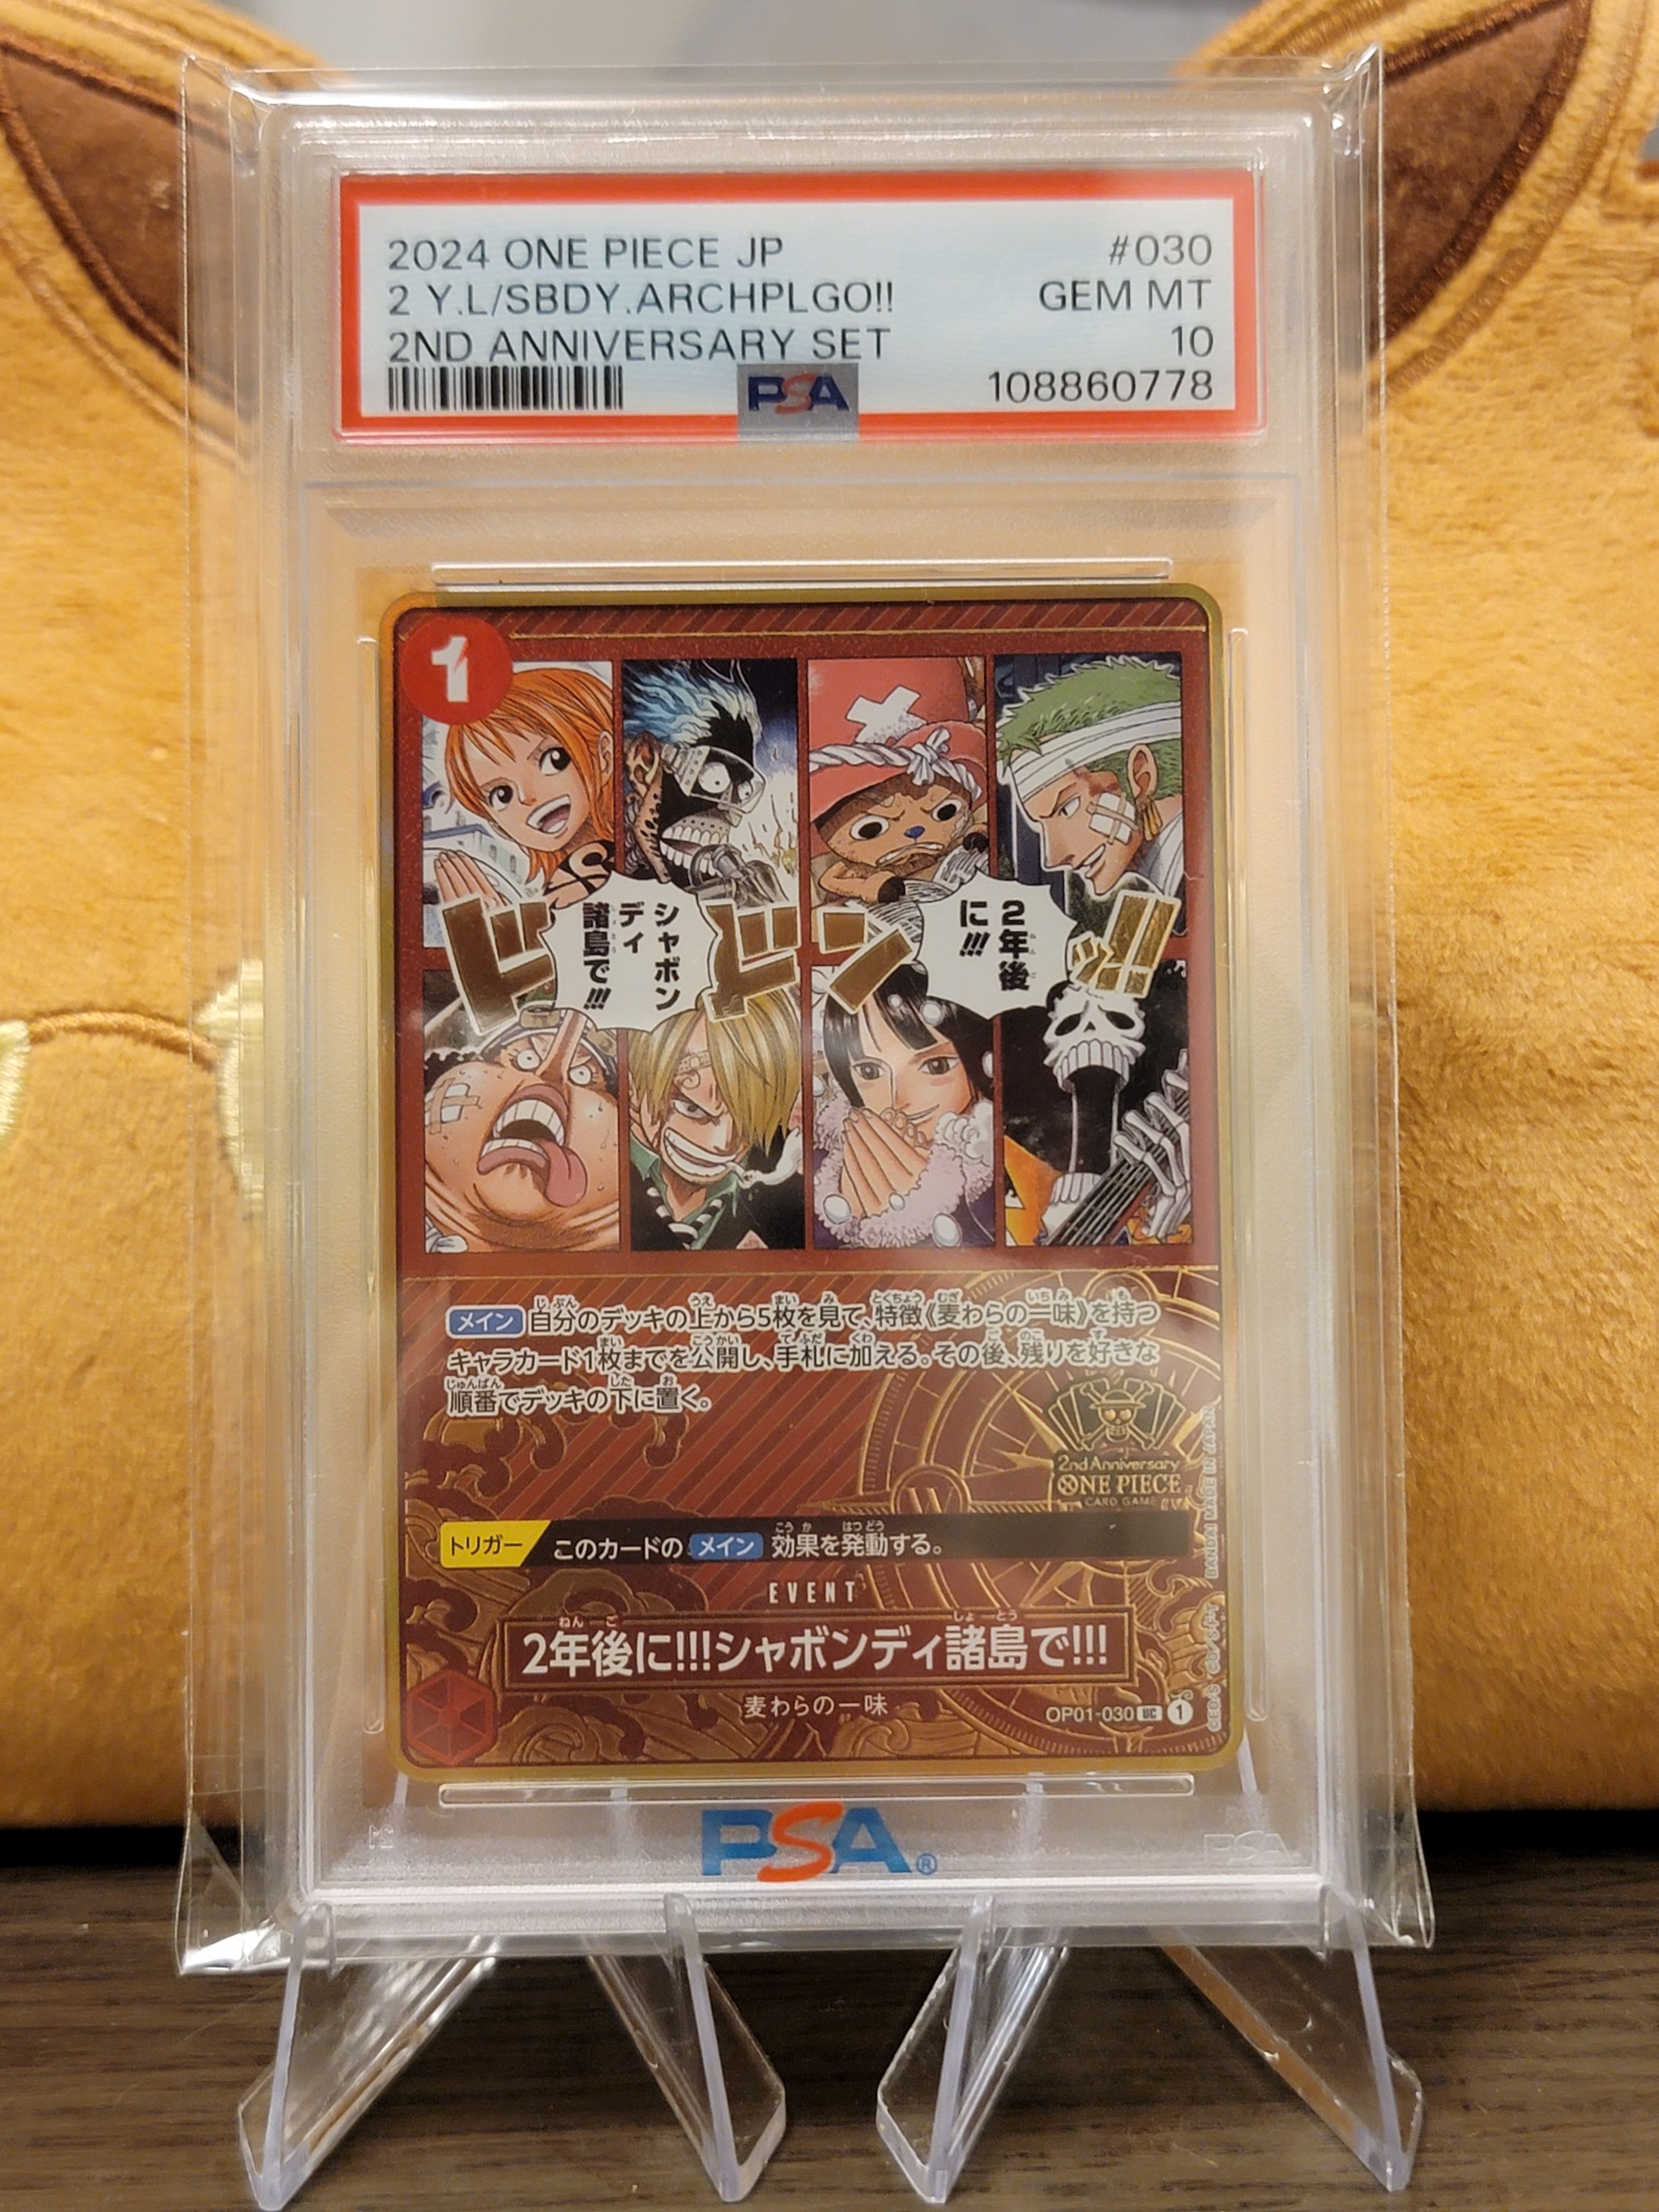 2024 ONE PIECE JP #030
2 Y.L/SBDY.ARCHPLGO!! GEM MT
2ND ANNIVERSARY SET 10
PSA 108860778
1
ドドンッ!!
2年後に!!!
シャボンディ諸島で!!!
メイン 自分のデッキの上から5枚を見て、特徴《麦わらの一味》を持つ
キャラカード1枚までを公開し、手札に加える。その後、残りを好きな
順番でデッキの下に置く。
2nd Anniversary
ONE PIECE
CARD GAME
トリガー このカードの メイン 効果を発動する。
EVENT
2年後に!!!シャボンディ諸島で!!!
麦わらの一味
OP01-030 UC 1
BANDAI MADE IN JAPAN
PSA®
PSA